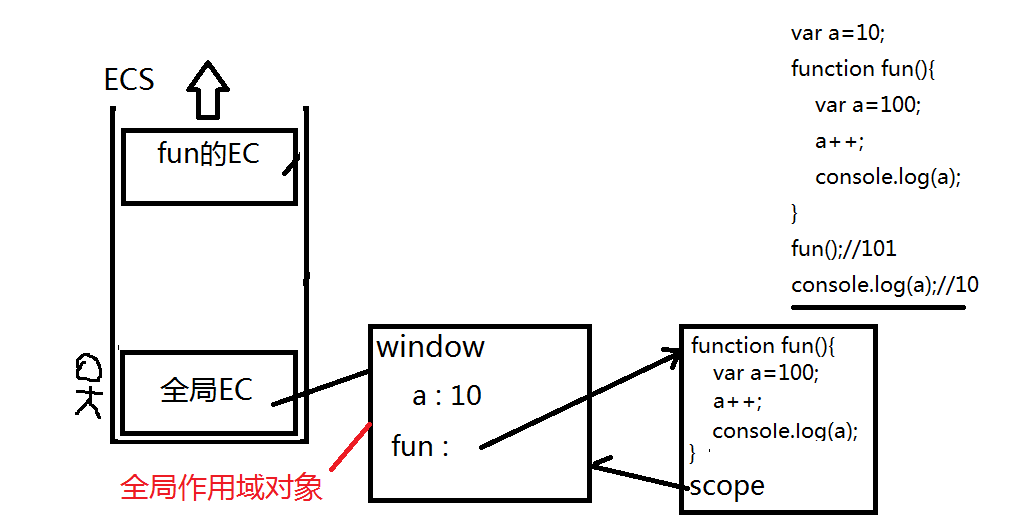 ECS
fun的EC
全局EC
全局作用域对象
window
a : 10
fun :
function fun(){
var a=100;
a++;
console.log(a);
}
scope
var a=10;
function fun(){
var a=100;
a++;
console.log(a);
}
fun();//101
console.log(a);//10